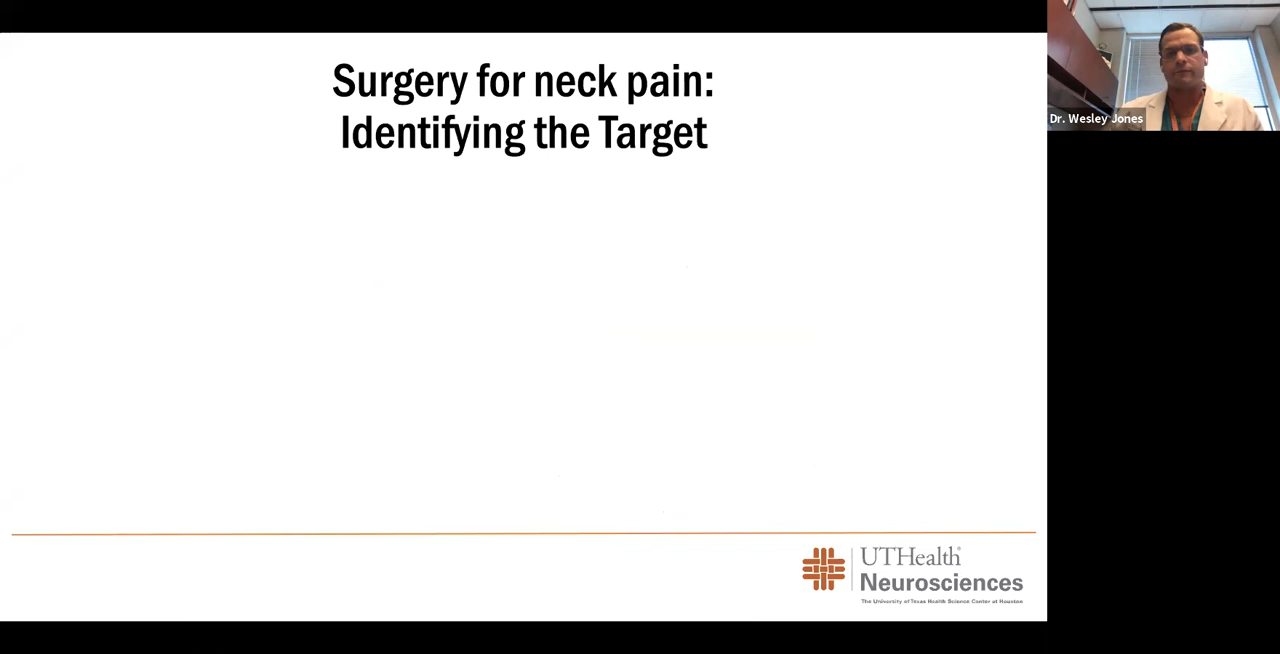 Surgery for neck pain:
Identifying the Target
Dr. Wesley Jones
UTHealth®
Neurosciences
The University of Texas Health Science Center at Houston